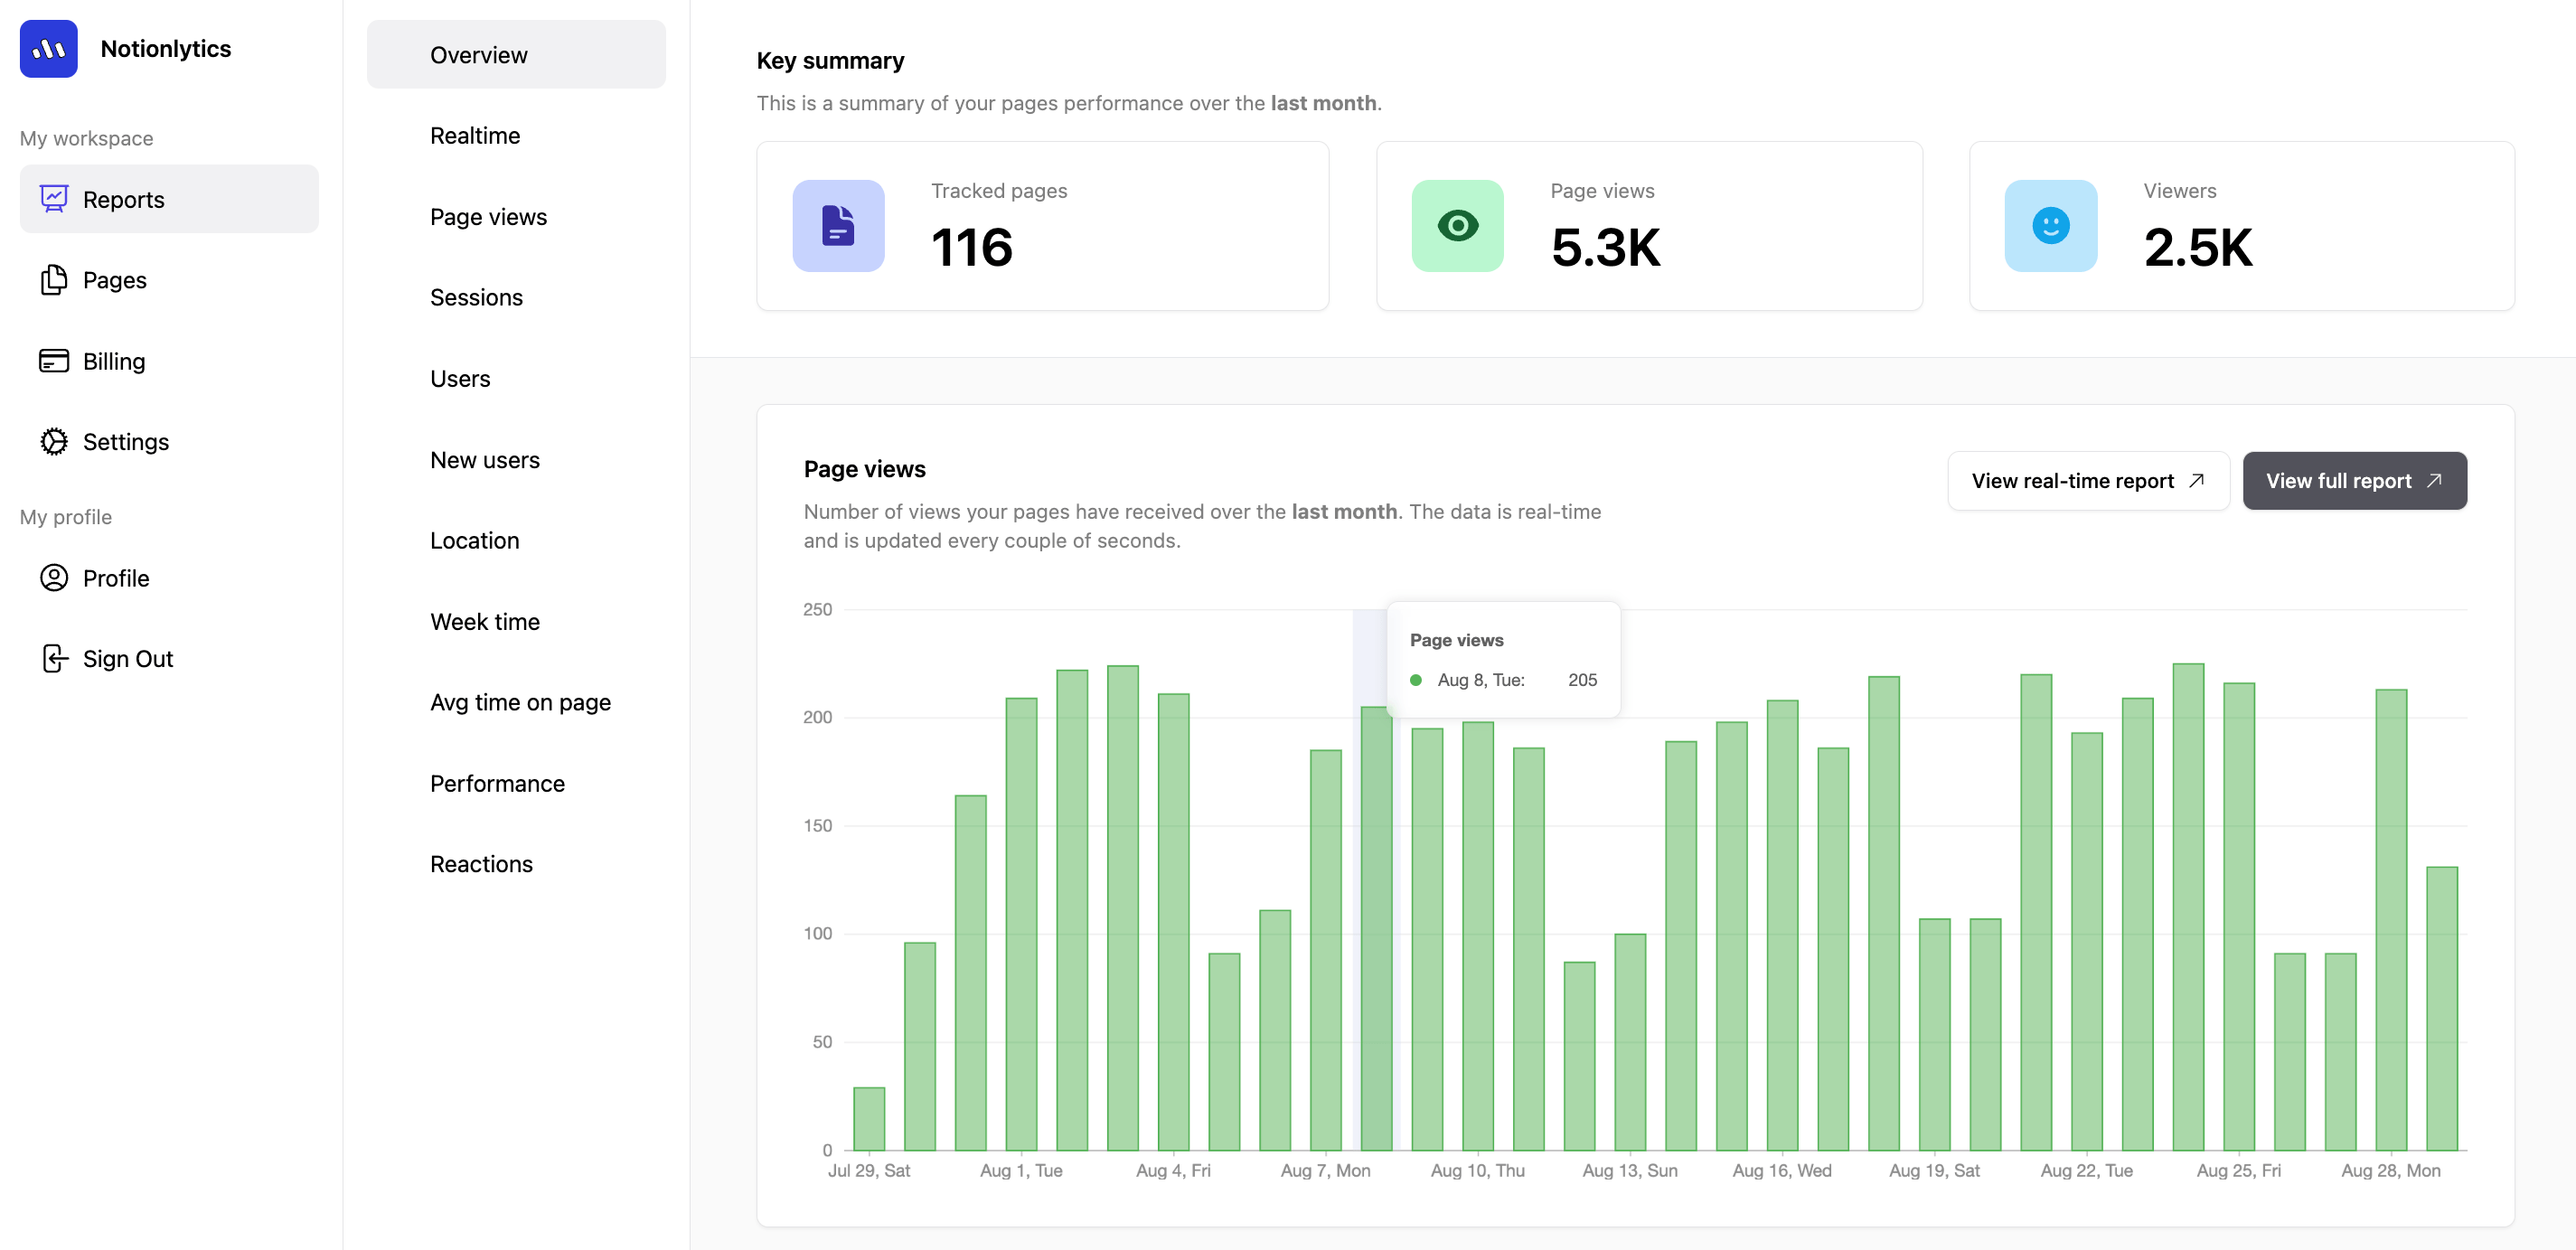 Notionlytics
My workspace
Reports
Pages
Billing
Settings
My profile
Profile
Sign Out
Overview
Realtime
Page views
Sessions
Users
New users
Location
Week time
Avg time on page
Performance
Reactions
Key summary
This is a summary of your pages performance over the last month.
Tracked pages
116
Page views
5.3K
Viewers
2.5K
Page views
Number of views your pages have received over the last month. The data is real-time
and is updated every couple of seconds.
View real-time report
View full report
250
200
150
100
50
0
Page views
Aug 8, Tue: 205
Jul 29, Sat
Aug 1, Tue
Aug 4, Fri
Aug 7, Mon
Aug 10, Thu
Aug 13, Sun
Aug 16, Wed
Aug 19, Sat
Aug 22, Tue
Aug 25, Fri
Aug 28, Mon